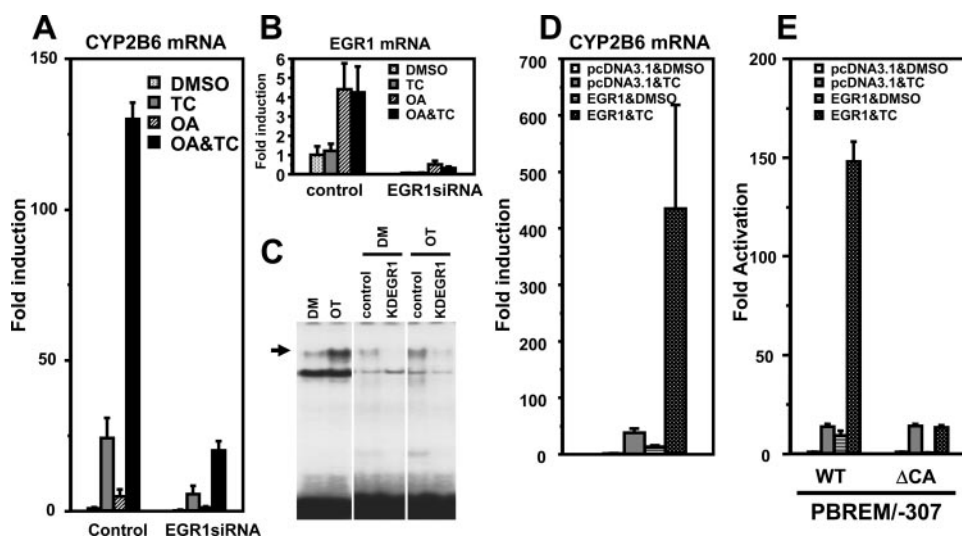 A
CYP2B6 mRNA
Fold induction
150
100
50
0
DMSO
TC
OA
OA&TC
Control
EGR1siRNA
B
EGR1 mRNA
Fold induction
6
5
4
3
2
1
0
DMSO
TC
OA
OA&TC
control
EGR1siRNA
C
DM
OT
DM
OT
control
KDEGR1
control
KDEGR1
D
CYP2B6 mRNA
Fold induction
700
600
500
400
300
200
100
0
pcDNA3.1&DMSO
pcDNA3.1&TC
EGR1&DMSO
EGR1&TC
E
Fold Activation
200
150
100
50
0
pcDNA3.1&DMSO
pcDNA3.1&TC
EGR1&DMSO
EGR1&TC
WT
ΔCA
PBREM/-307